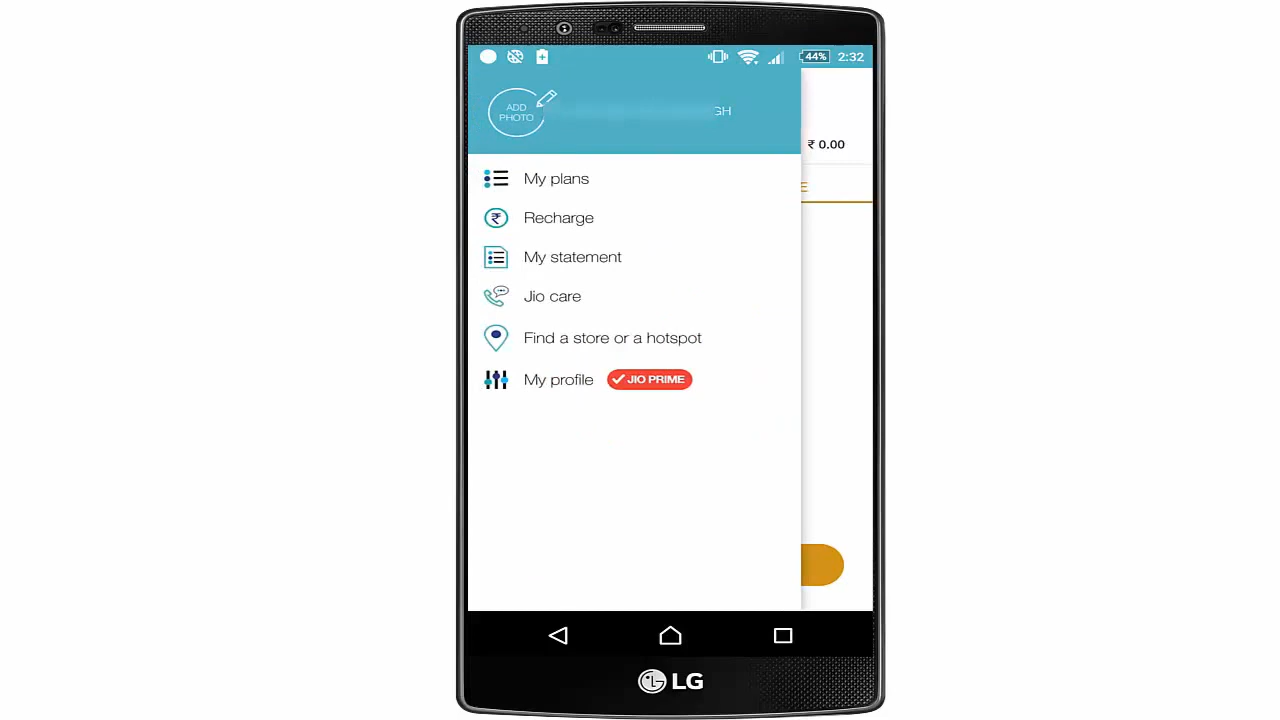 44% 2:32
ADD
PHOTO
GH
₹ 0.00
My plans
E
Recharge
My statement
Jio care
Find a store or a hotspot
My profile JIO PRIME
LG